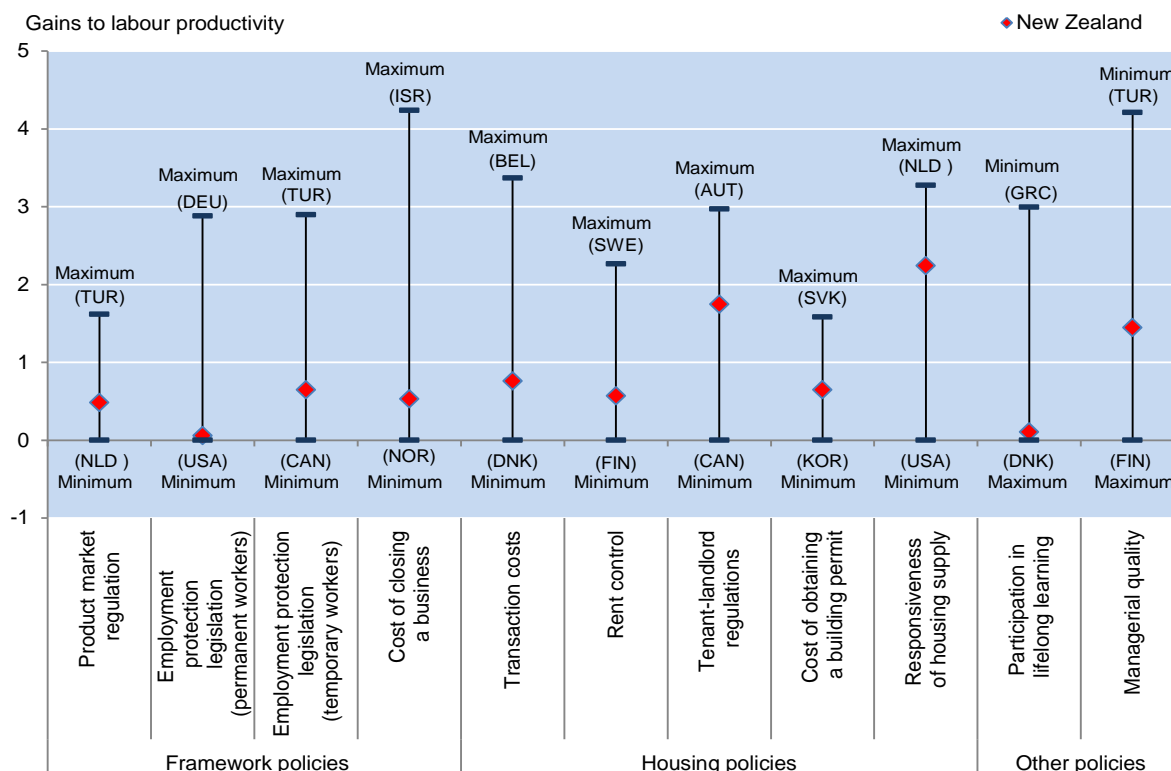 Gains to labour productivity
New Zealand
5
4
3
2
1
0
-1
Maximum
(TUR)
Maximum
(DEU)
Maximum
(TUR)
Maximum
(ISR)
Maximum
(BEL)
Maximum
(SWE)
Maximum
(AUT)
Maximum
(SVK)
Maximum
(NLD )
Minimum
(GRC)
Minimum
(TUR)
(NLD )
Minimum
(USA)
Minimum
(CAN)
Minimum
(NOR)
Minimum
(DNK)
Minimum
(FIN)
Minimum
(CAN)
Minimum
(KOR)
Minimum
(USA)
Minimum
(DNK)
Maximum
(FIN)
Maximum
Product market
regulation
Employment
protection
legislation
(permanent workers)
Employment protection
legislation
(temporary workers)
Cost of closing
a business
Transaction costs
Rent control
Tenant-landlord
regulations
Cost of obtaining
a building permit
Responsiveness
of housing supply
Participation in
lifelong learning
Managerial quality
Framework policies
Housing policies
Other policies